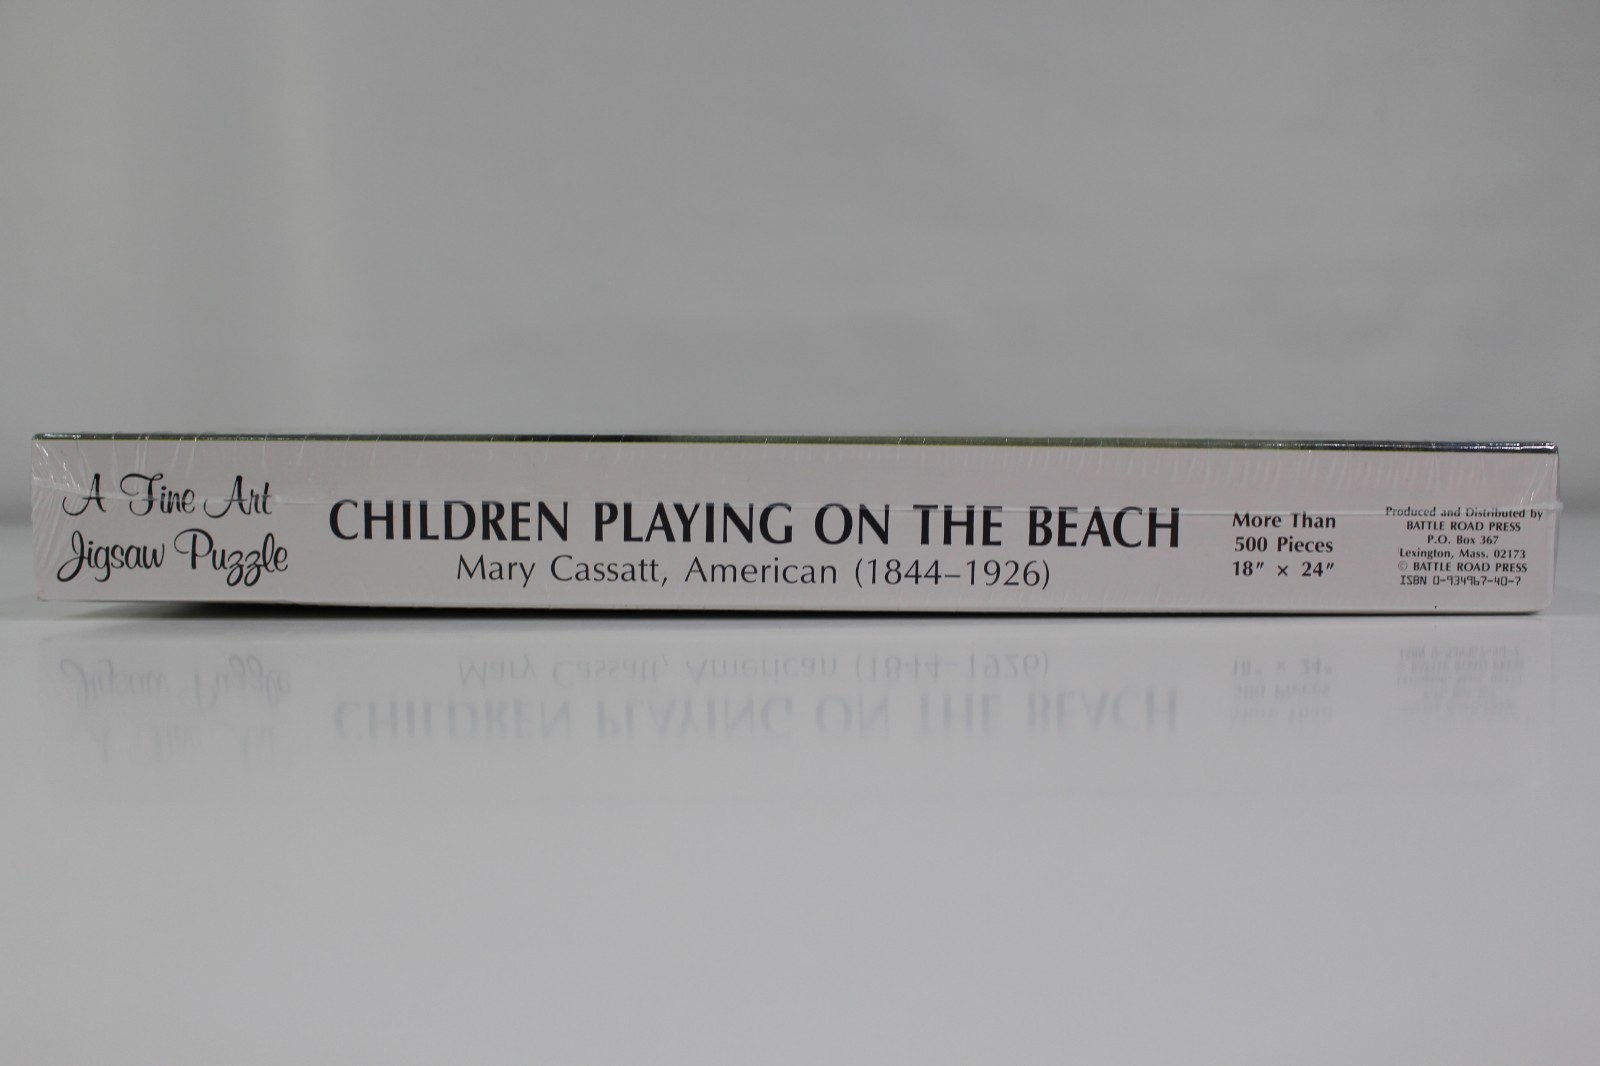 A Fine Art
Jigsaw Puzzle
CHILDREN PLAYING ON THE BEACH
Mary Cassatt, American (1844–1926)
More Than
500 Pieces
18" × 24"
Produced and Distributed by
BATTLE ROAD PRESS
P.O. Box 367
Lexington, Mass. 02173
© BATTLE ROAD PRESS
ISBN 0-934967-40-7